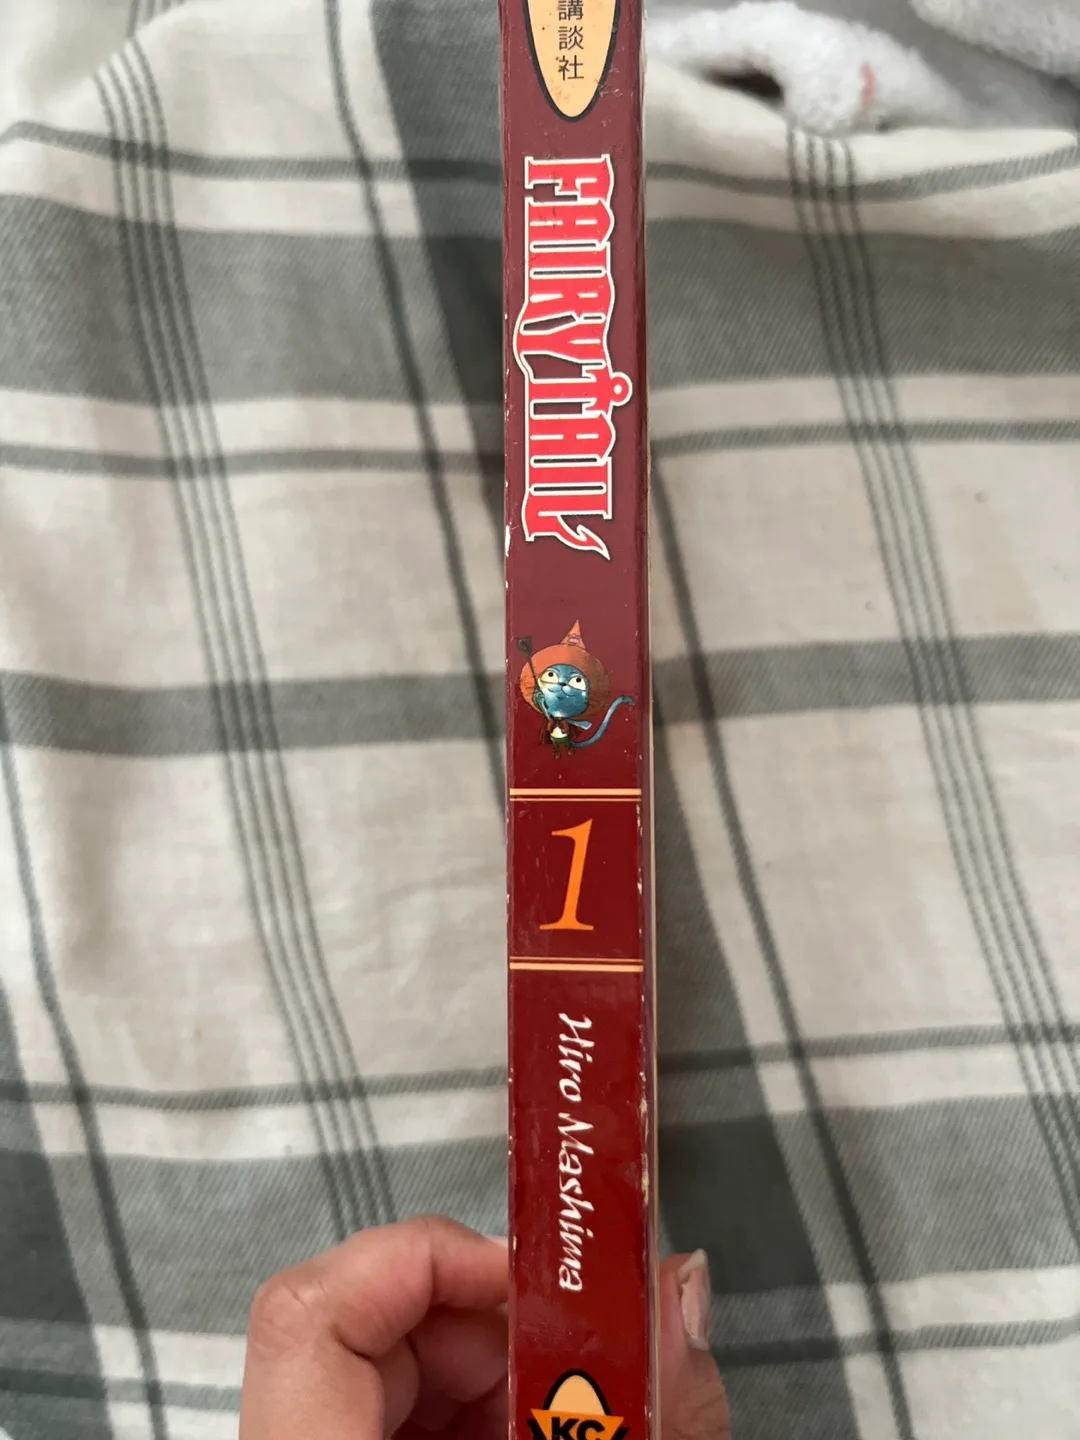 講談社
FAIRY TAIL
1
Hiro Mashima
KC